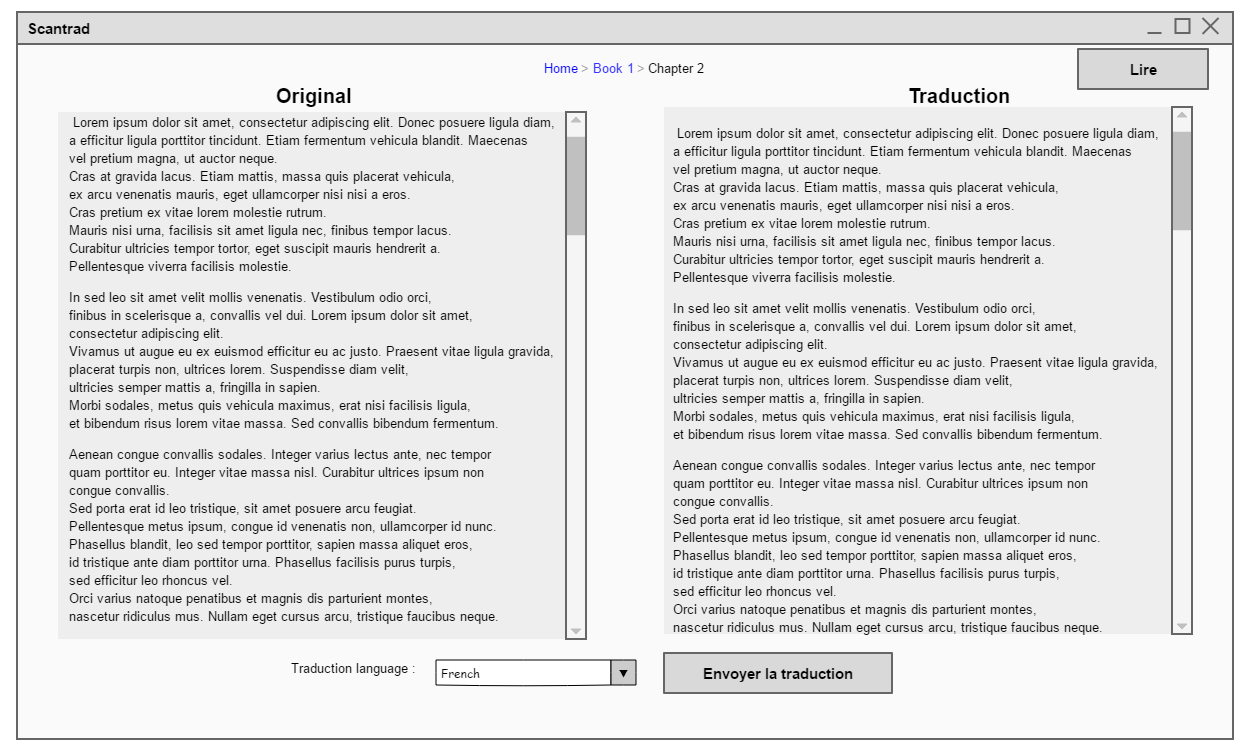 Scantrad
Home > Book 1 > Chapter 2
Lire
Original
Lorem ipsum dolor sit amet, consectetur adipiscing elit. Donec posuere ligula diam,
a efficitur ligula porttitor tincidunt. Etiam fermentum vehicula blandit. Maecenas
vel pretium magna, ut auctor neque.
Cras at gravida lacus. Etiam mattis, massa quis placerat vehicula,
ex arcu venenatis mauris, eget ullamcorper nisi nisi a eros.
Cras pretium ex vitae lorem molestie rutrum.
Mauris nisi urna, facilisis sit amet ligula nec, finibus tempor lacus.
Curabitur ultricies tempor tortor, eget suscipit mauris hendrerit a.
Pellentesque viverra facilisis molestie.
In sed leo sit amet velit mollis venenatis. Vestibulum odio orci,
finibus in scelerisque a, convallis vel dui. Lorem ipsum dolor sit amet,
consectetur adipiscing elit.
Vivamus ut augue eu ex euismod efficitur eu ac justo. Praesent vitae ligula gravida,
placerat turpis non, ultrices lorem. Suspendisse diam velit,
ultricies semper mattis a, fringilla in sapien.
Morbi sodales, metus quis vehicula maximus, erat nisi facilisis ligula,
et bibendum risus lorem vitae massa. Sed convallis bibendum fermentum.
Aenean congue convallis sodales. Integer varius lectus ante, nec tempor
quam porttitor eu. Integer vitae massa nisl. Curabitur ultrices ipsum non
congue convallis.
Sed porta erat id leo tristique, sit amet posuere arcu feugiat.
Pellentesque metus ipsum, congue id venenatis non, ullamcorper id nunc.
Phasellus blandit, leo sed tempor porttitor, sapien massa aliquet eros,
id tristique ante diam porttitor urna. Phasellus facilisis purus turpis,
sed efficitur leo rhoncus vel.
Orci varius natoque penatibus et magnis dis parturient montes,
nascetur ridiculus mus. Nullam eget cursus arcu, tristique faucibus neque.
Traduction
Lorem ipsum dolor sit amet, consectetur adipiscing elit. Donec posuere ligula diam,
a efficitur ligula porttitor tincidunt. Etiam fermentum vehicula blandit. Maecenas
vel pretium magna, ut auctor neque.
Cras at gravida lacus. Etiam mattis, massa quis placerat vehicula,
ex arcu venenatis mauris, eget ullamcorper nisi nisi a eros.
Cras pretium ex vitae lorem molestie rutrum.
Mauris nisi urna, facilisis sit amet ligula nec, finibus tempor lacus.
Curabitur ultricies tempor tortor, eget suscipit mauris hendrerit a.
Pellentesque viverra facilisis molestie.
In sed leo sit amet velit mollis venenatis. Vestibulum odio orci,
finibus in scelerisque a, convallis vel dui. Lorem ipsum dolor sit amet,
consectetur adipiscing elit.
Vivamus ut augue eu ex euismod efficitur eu ac justo. Praesent vitae ligula gravida,
placerat turpis non, ultrices lorem. Suspendisse diam velit,
ultricies semper mattis a, fringilla in sapien.
Morbi sodales, metus quis vehicula maximus, erat nisi facilisis ligula,
et bibendum risus lorem vitae massa. Sed convallis bibendum fermentum.
Aenean congue convallis sodales. Integer varius lectus ante, nec tempor
quam porttitor eu. Integer vitae massa nisl. Curabitur ultrices ipsum non
congue convallis.
Sed porta erat id leo tristique, sit amet posuere arcu feugiat.
Pellentesque metus ipsum, congue id venenatis non, ullamcorper id nunc.
Phasellus blandit, leo sed tempor porttitor, sapien massa aliquet eros,
id tristique ante diam porttitor urna. Phasellus facilisis purus turpis,
sed efficitur leo rhoncus vel.
Orci varius natoque penatibus et magnis dis parturient montes,
nascetur ridiculus mus. Nullam eget cursus arcu, tristique faucibus neque.
Traduction language :
French
Envoyer la traduction